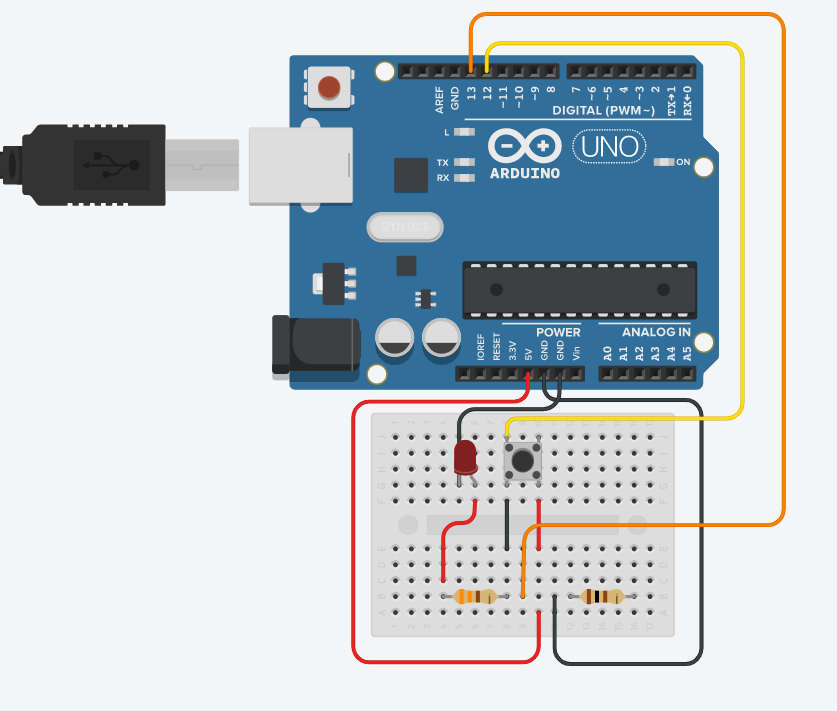 AREF
GND
13
12
~11
~10
~9
8
7
~6
~5
4
~3
2
TX→1
RX←0
DIGITAL (PWM~)
L
TX
RX
ARDUINO
UNO
ON
POWER
ANALOG IN
IOREF
RESET
3.3V
5V
GND
GND
Vin
A0
A1
A2
A3
A4
A5
J
I
H
G
F
E
D
C
B
A